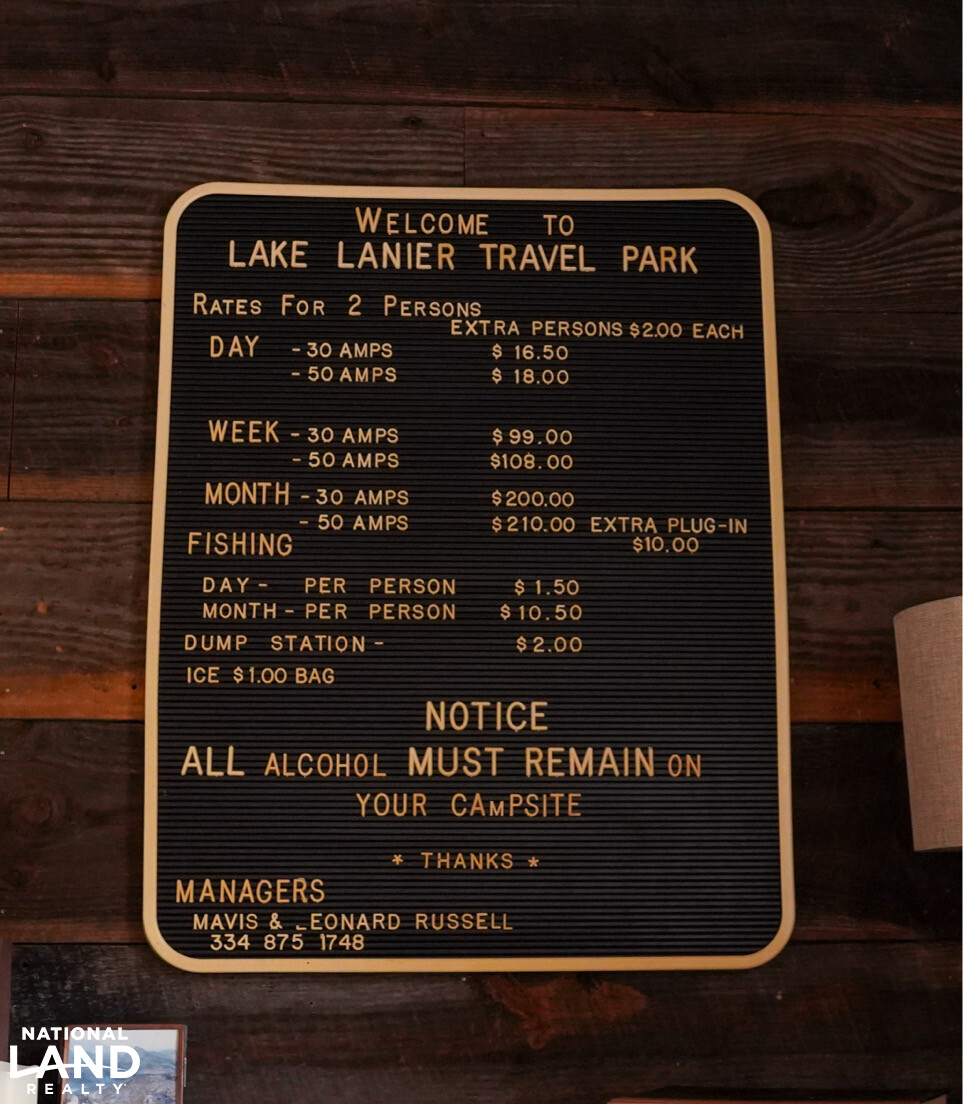 WELCOME TO
LAKE LANIER TRAVEL PARK
RATES FOR 2 PERSONS
EXTRA PERSONS $2.00 EACH
DAY - 30 AMPS $ 16.50
- 50 AMPS $ 18.00
WEEK - 30 AMPS $ 99.00
- 50 AMPS $108.00
MONTH - 30 AMPS $200.00
- 50 AMPS $210.00 EXTRA PLUG-IN
$10.00
FISHING
DAY - PER PERSON $ 1.50
MONTH - PER PERSON $10.50
DUMP STATION - $2.00
ICE $1.00 BAG
NOTICE
ALL ALCOHOL MUST REMAIN ON
YOUR CAMPSITE
* THANKS *
MANAGERS
MAVIS & LEONARD RUSSELL
334 875 1748
NATIONAL
LAND
REALTY